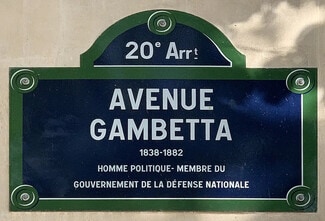 20e Arrt
AVENUE
GAMBETTA
1838-1882
HOMME POLITIQUE- MEMBRE DU
GOUVERNEMENT DE LA DÉFENSE NATIONALE